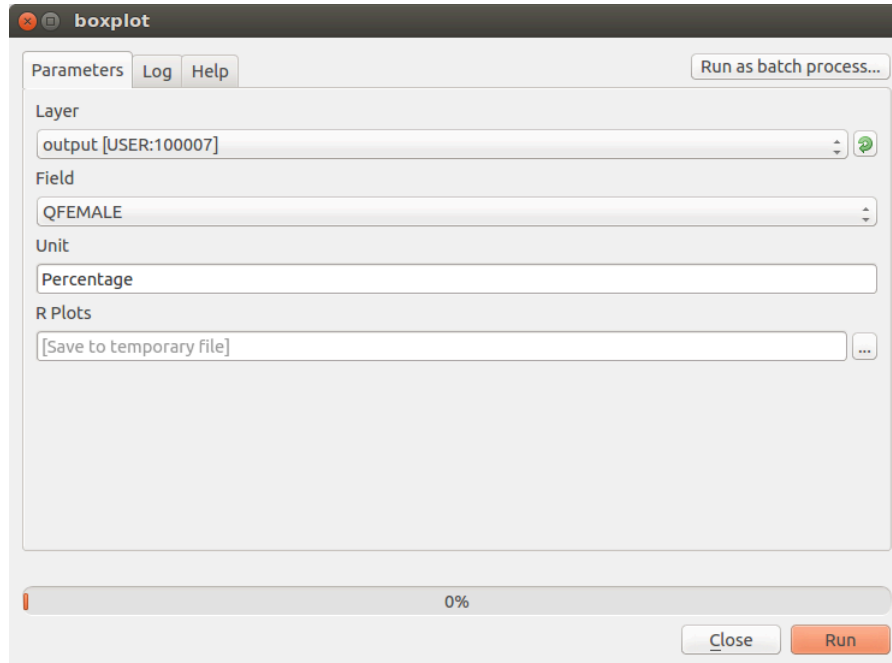 boxplot
Parameters Log Help Run as batch process...
Layer
output [USER:100007]
Field
QFEMALE
Unit
Percentage
R Plots
[Save to temporary file] ...
0%
Close Run